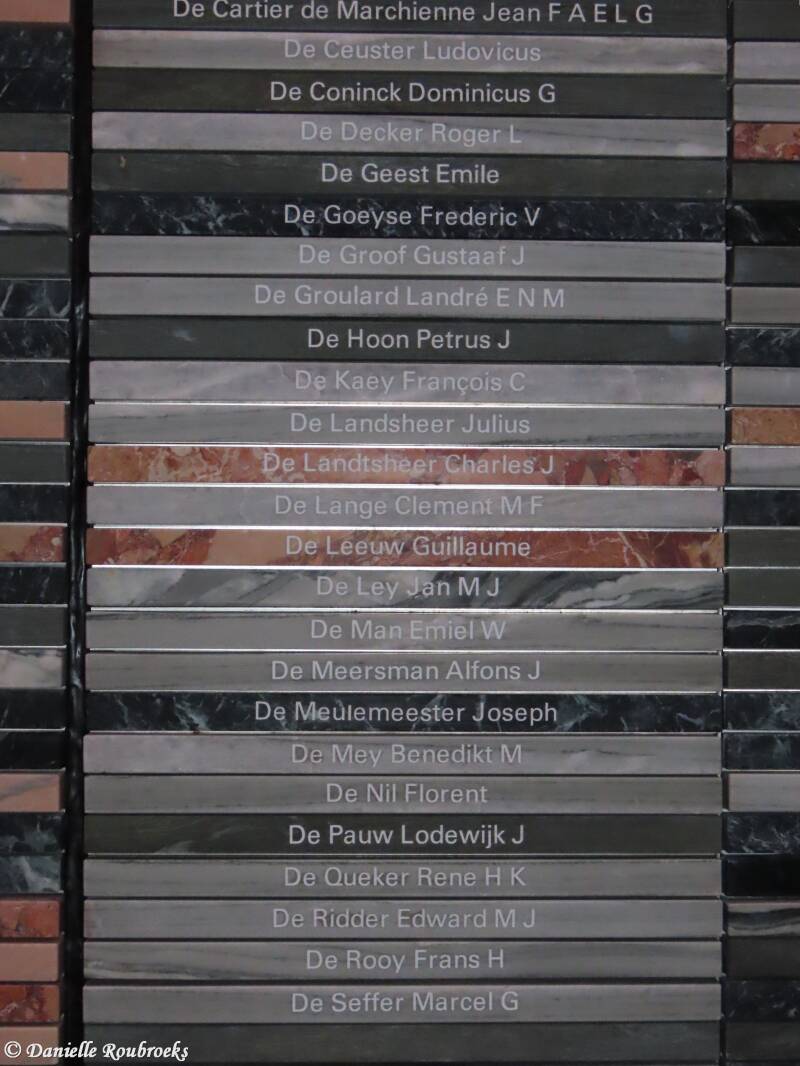 De Cartier de Marchienne Jean F A E L G
De Ceuster Ludovicus
De Coninck Dominicus G
De Decker Roger L
De Geest Emile
De Goeyse Frederic V
De Groof Gustaaf J
De Groulard Landré E N M
De Hoon Petrus J
De Kaey François C
De Landsheer Julius
De Landtsheer Charles J
De Lange Clement M F
De Leeuw Guillaume
De Ley Jan M J
De Man Emiel W
De Meersman Alfons J
De Meulemeester Joseph
De Mey Benedikt M
De Nil Florent
De Pauw Lodewijk J
De Queker Rene H K
De Ridder Edward M J
De Rooy Frans H
De Seffer Marcel G
© Danielle Roubroeks